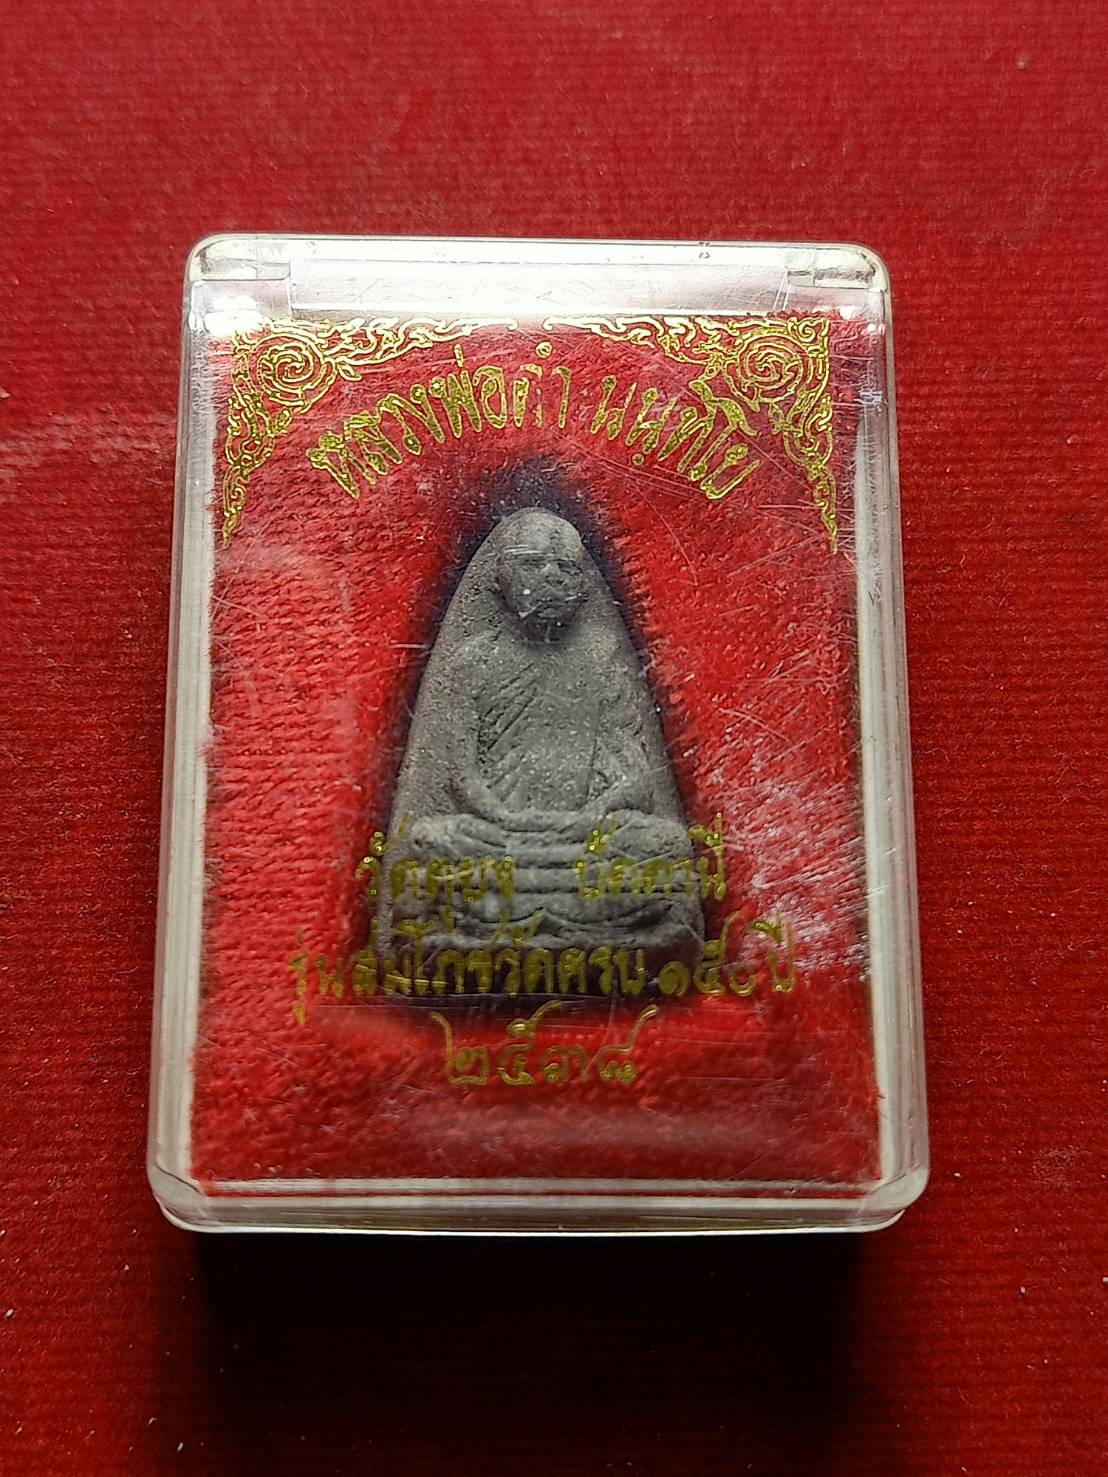 หลวงพ่อดำ นนฺทิโย
วัดตุยง ปัตตานี
รุ่นสมโภชวัดครบ ๑๕๐ ปี
๒๕๓๘